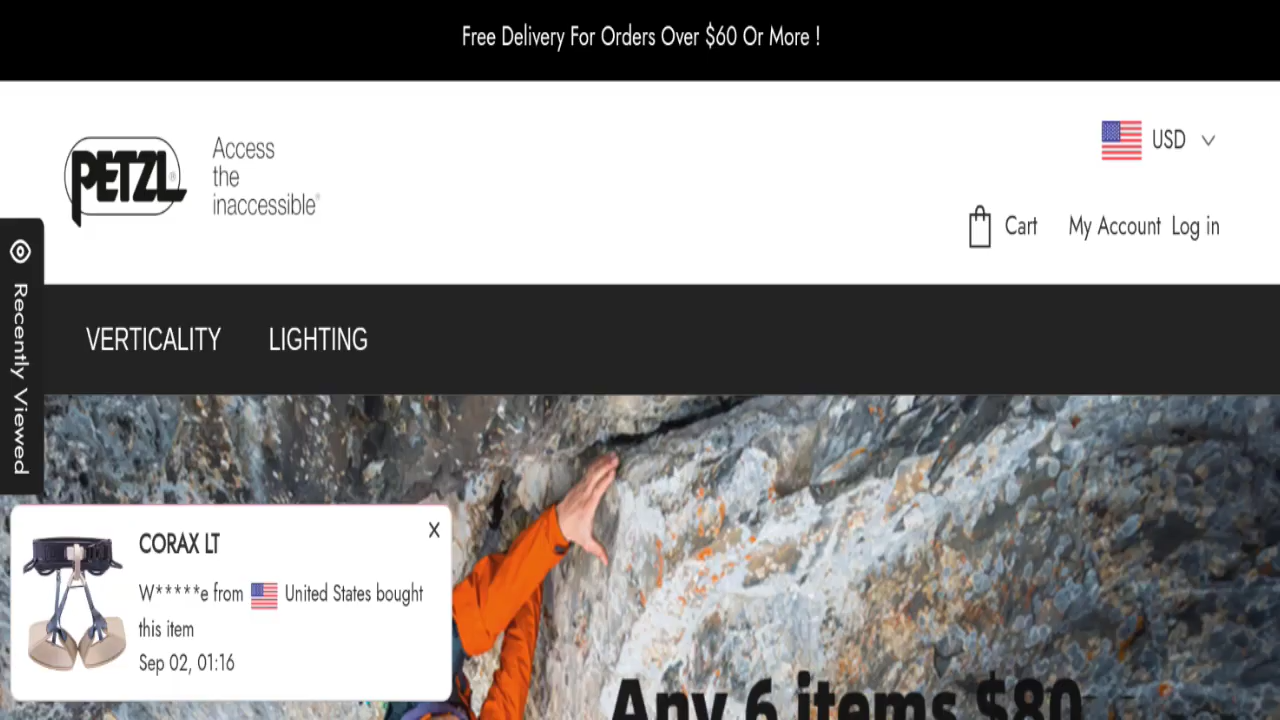 Free Delivery For Orders Over $60 Or More !
PETZL®
Access
the
inaccessible®
USD
Cart
My Account Log in
Recently Viewed
VERTICALITY LIGHTING
CORAX LT
X
W*****e from United States bought
this item
Sep 02, 01:16
Any 6 items $80